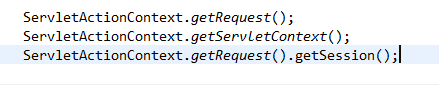 ServletActionContext.getRequest();
ServletActionContext.getServletContext();
ServletActionContext.getRequest().getSession();